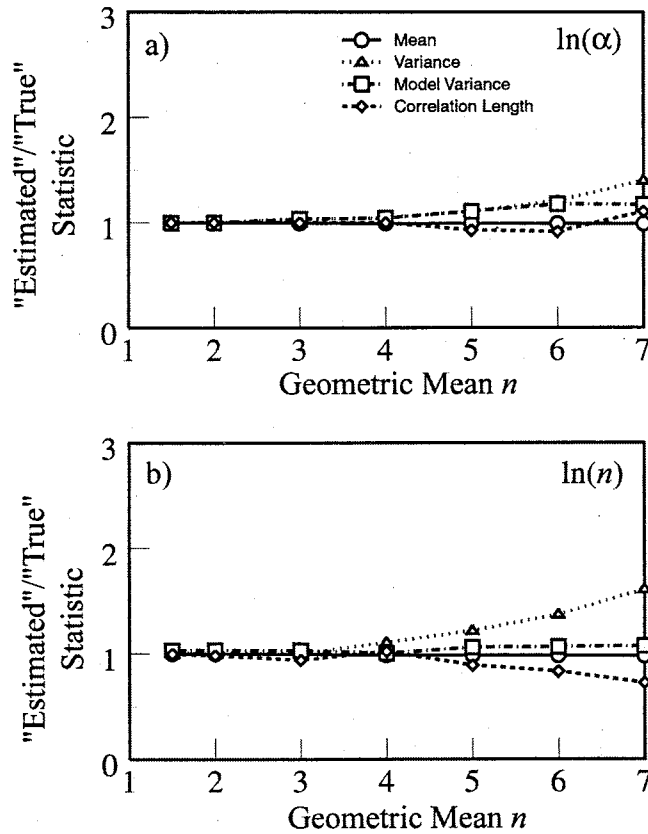 3
a)
ln(α)
Mean
Variance
Model Variance
Correlation Length
2
1
0
"Estimated"/"True"
Statistic
1 2 3 4 5 6 7
Geometric Mean n
3
b)
ln(n)
2
1
0
"Estimated"/"True"
Statistic
1 2 3 4 5 6 7
Geometric Mean n